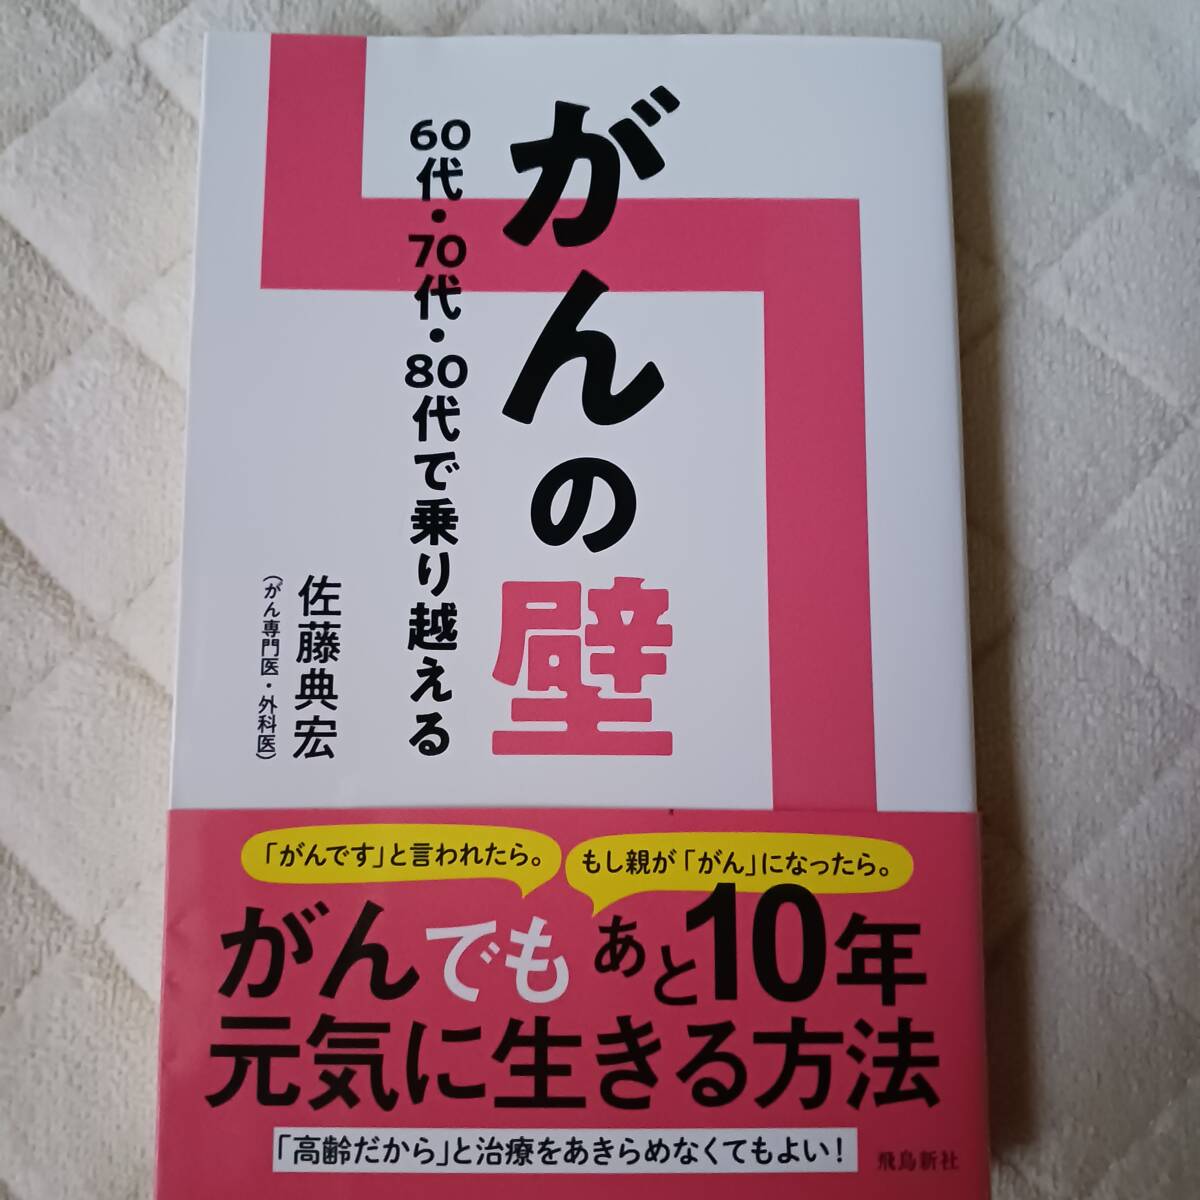 がんの壁
60代・70代・80代で乗り越える
佐藤典宏
(がん専門医・外科医)
「がんです」と言われたら。
もし親が「がん」になったら。
がんでもあと10年
元気に生きる方法
「高齢だから」と治療をあきらめなくてもよい!
飛鳥新社